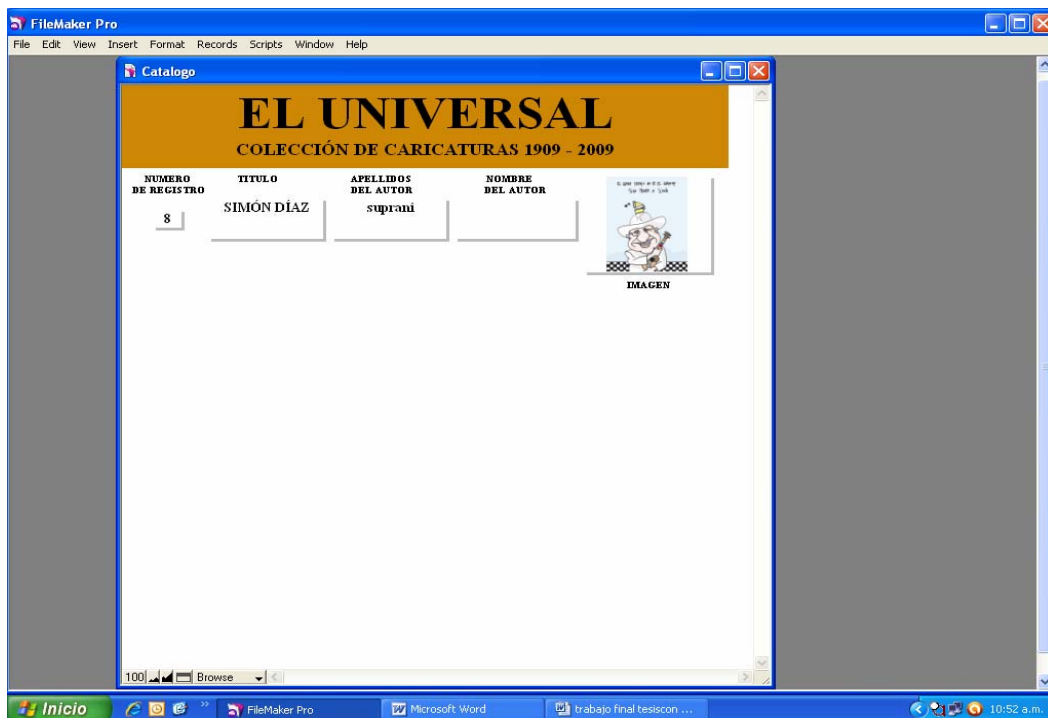 FileMaker Pro
File Edit View Insert Format Records Scripts Window Help
Catalogo
EL UNIVERSAL
COLECCIÓN DE CARICATURAS 1909 - 2009
NUMERO
DE REGISTRO
TITULO
APELLIDOS
DEL AUTOR
NOMBRE
DEL AUTOR
8
SIMÓN DÍAZ
suprani
IMAGEN
100
Browse
Inicio
FileMaker Pro
Microsoft Word
trabajo final tesiscon ...
10:52 a.m.